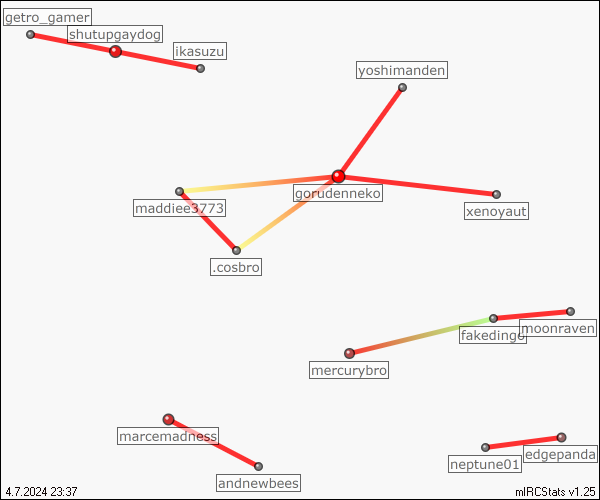 getro_gamer
shutupgaydog
ikasuzu
yoshimanden
gorudenneko
maddiee3773
xenoyaut
.cosbro
moonraven
fakedingo
mercurybro
marcemadness
edgepanda
neptune01
andnewbees
4.7.2024 23:37
mIRCStats v1.25